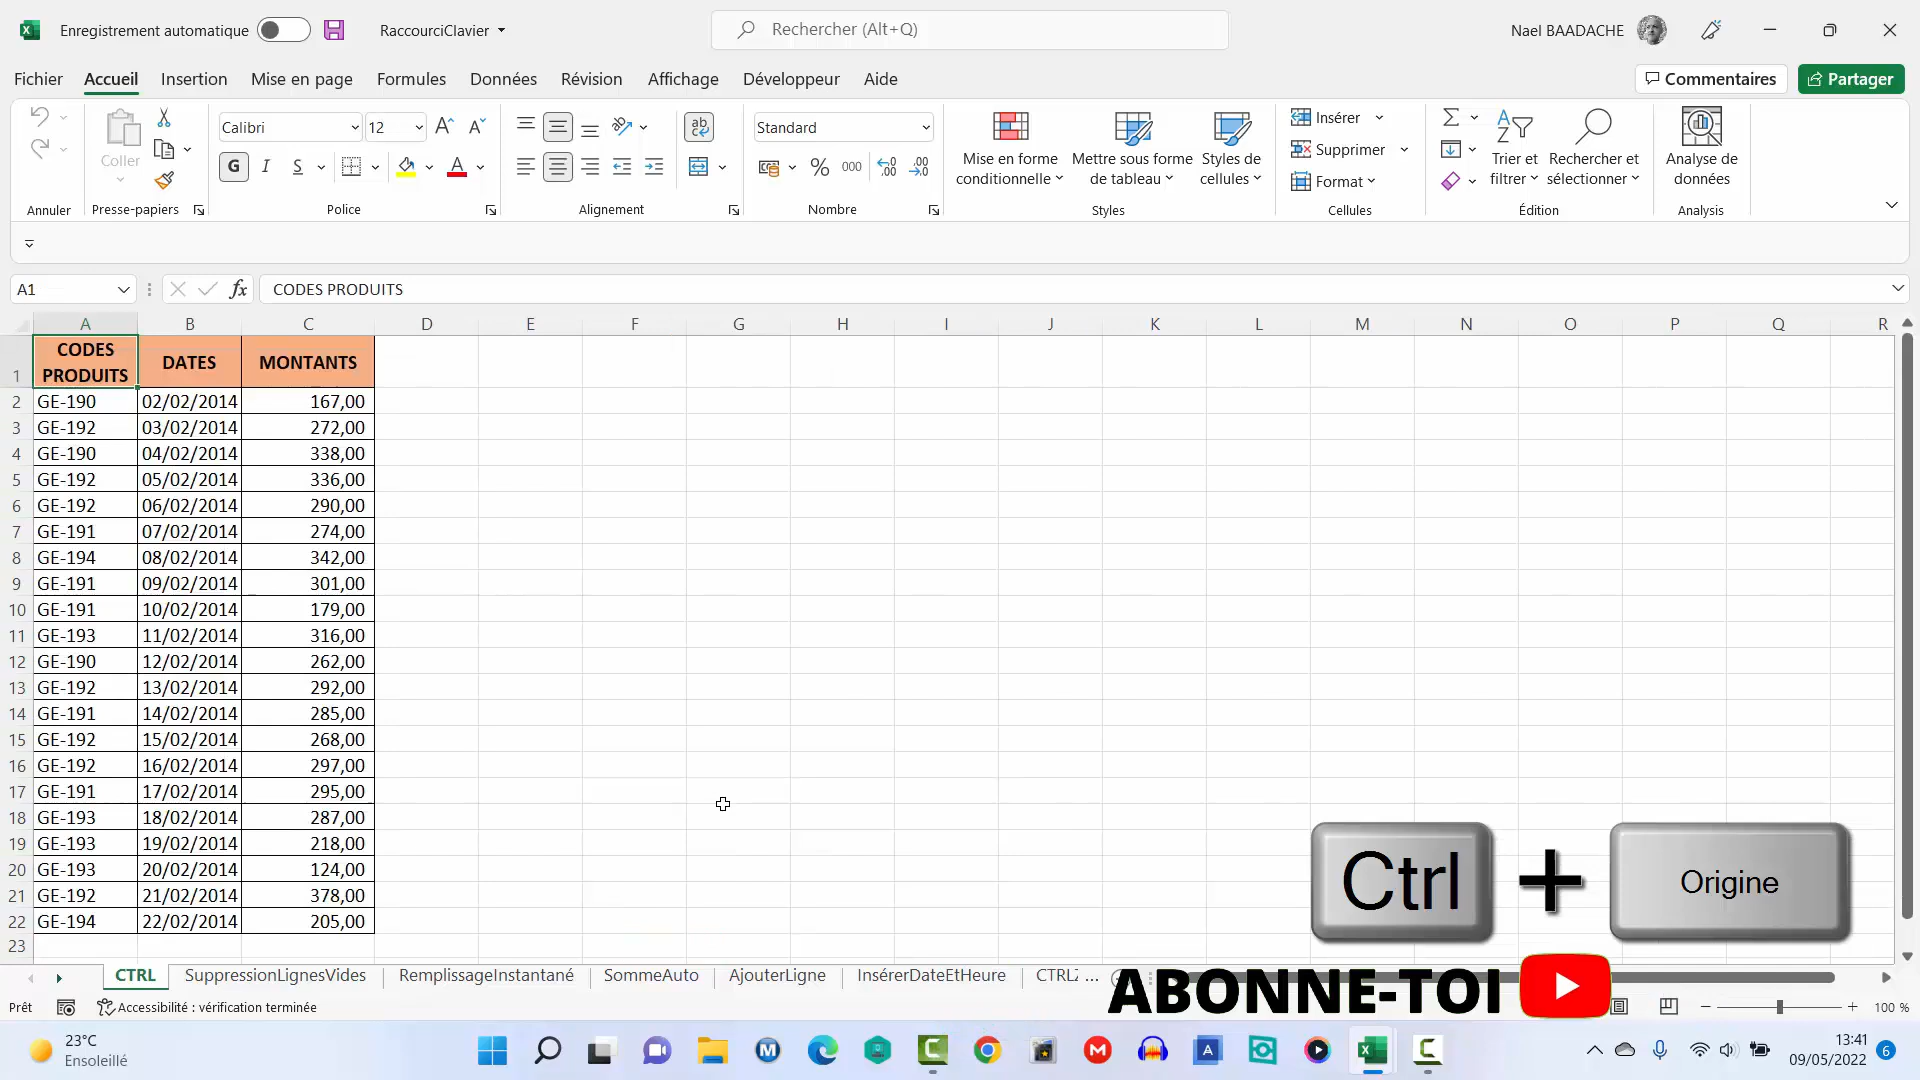 Enregistrement automatique
RaccourciClavier
Rechercher (Alt+Q)
Nael BAADACHE
Fichier Accueil Insertion Mise en page Formules Données Révision Affichage Développeur Aide
Commentaires
Partager
Coller
Calibri 12
G I S
ab
Standard
% 000
Mise en forme conditionnelle
Mettre sous forme de tableau
Styles de cellules
Insérer
Supprimer
Format
Trier et filtrer
Rechercher et sélectionner
Analyse de données
Annuler Presse-papiers Police Alignement Nombre Styles Cellules Édition Analysis
A1 fx CODES PRODUITS
A B C D E F G H I J K L M N O P Q R
1 CODES PRODUITS DATES MONTANTS
2 GE-190 02/02/2014 167,00
3 GE-192 03/02/2014 272,00
4 GE-190 04/02/2014 338,00
5 GE-192 05/02/2014 336,00
6 GE-192 06/02/2014 290,00
7 GE-191 07/02/2014 274,00
8 GE-194 08/02/2014 342,00
9 GE-191 09/02/2014 301,00
10 GE-191 10/02/2014 179,00
11 GE-193 11/02/2014 316,00
12 GE-190 12/02/2014 262,00
13 GE-192 13/02/2014 292,00
14 GE-191 14/02/2014 285,00
15 GE-192 15/02/2014 268,00
16 GE-192 16/02/2014 297,00
17 GE-191 17/02/2014 295,00
18 GE-193 18/02/2014 287,00
19 GE-193 19/02/2014 218,00
20 GE-193 20/02/2014 124,00
21 GE-192 21/02/2014 378,00
22 GE-194 22/02/2014 205,00
23
Ctrl + Origine
CTRL SuppressionLignesVides RemplissageInstantané SommeAuto AjouterLigne InsérerDateEtHeure CTRLZ ...
ABONNE-TOI
Prêt
Accessibilité : vérification terminée
100 %
23°C
Ensoleillé
13:41
09/05/2022
6